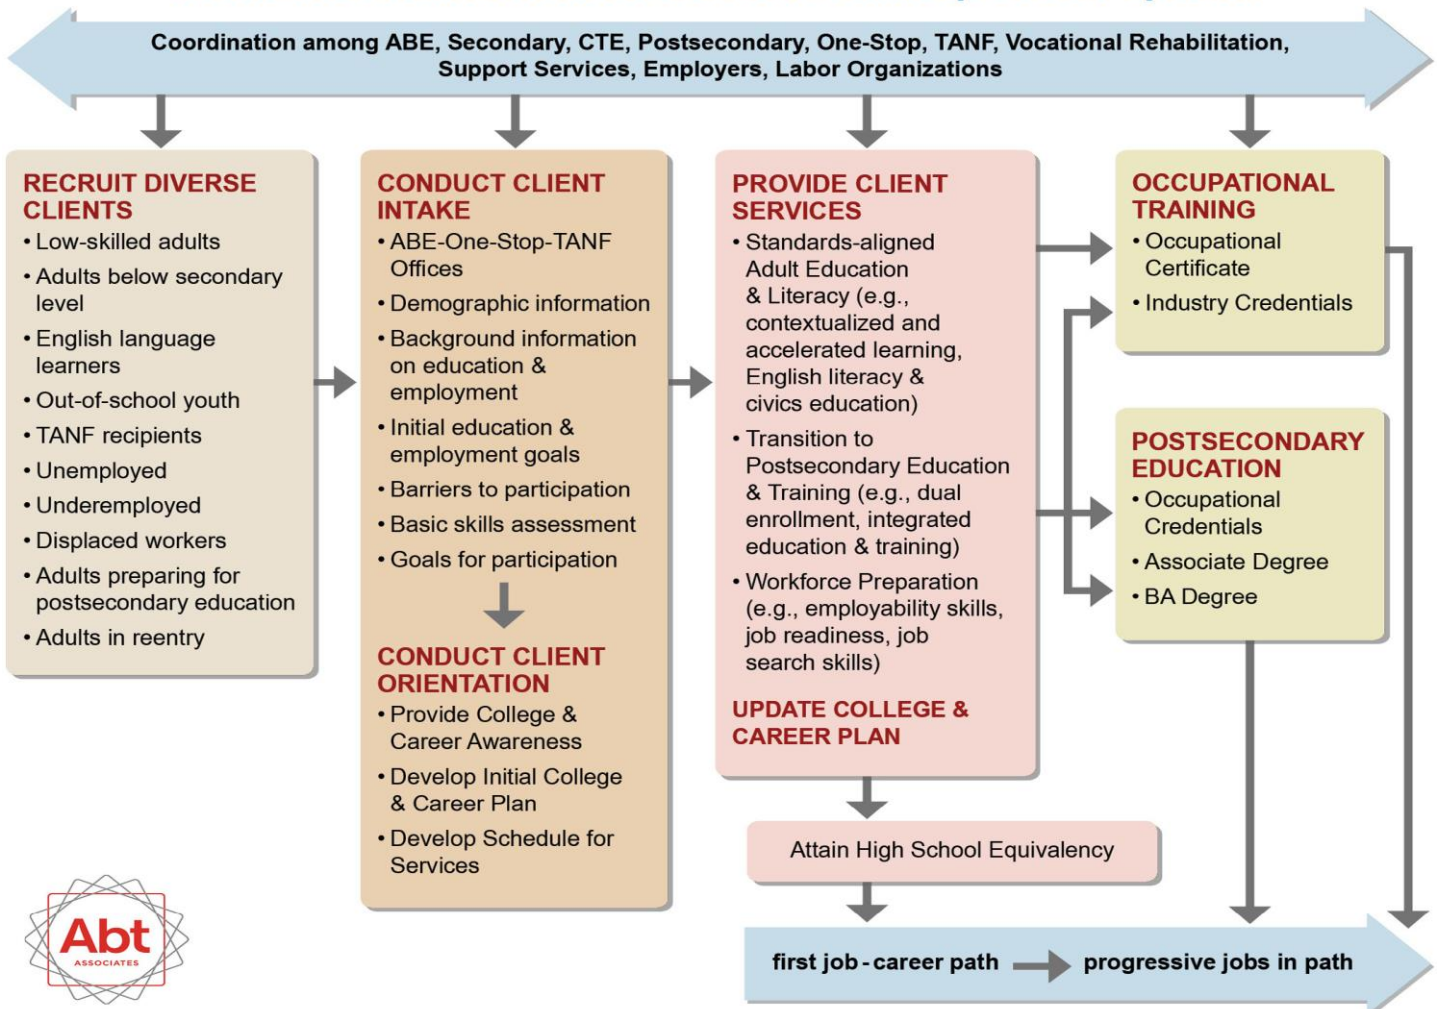 Coordination among ABE, Secondary, CTE, Postsecondary, One-Stop, TANF, Vocational Rehabilitation,
Support Services, Employers, Labor Organizations
RECRUIT DIVERSE
CLIENTS
• Low-skilled adults
• Adults below secondary
level
• English language
learners
• Out-of-school youth
• TANF recipients
• Unemployed
• Underemployed
• Displaced workers
• Adults preparing for
postsecondary education
• Adults in reentry
CONDUCT CLIENT
INTAKE
• ABE-One-Stop-TANF
Offices
• Demographic information
• Background information
on education &
employment
• Initial education &
employment goals
• Barriers to participation
• Basic skills assessment
• Goals for participation
CONDUCT CLIENT
ORIENTATION
• Provide College &
Career Awareness
• Develop Initial College
& Career Plan
• Develop Schedule for
Services
PROVIDE CLIENT
SERVICES
• Standards-aligned
Adult Education
& Literacy (e.g.,
contextualized and
accelerated learning,
English literacy &
civics education)
• Transition to
Postsecondary Education
& Training (e.g., dual
enrollment, integrated
education & training)
• Workforce Preparation
(e.g., employability skills,
job readiness, job
search skills)
UPDATE COLLEGE &
CAREER PLAN
Attain High School Equivalency
OCCUPATIONAL
TRAINING
• Occupational
Certificate
• Industry Credentials
POSTSECONDARY
EDUCATION
• Occupational
Credentials
• Associate Degree
• BA Degree
first job - career path
progressive jobs in path
Abt
ASSOCIATES